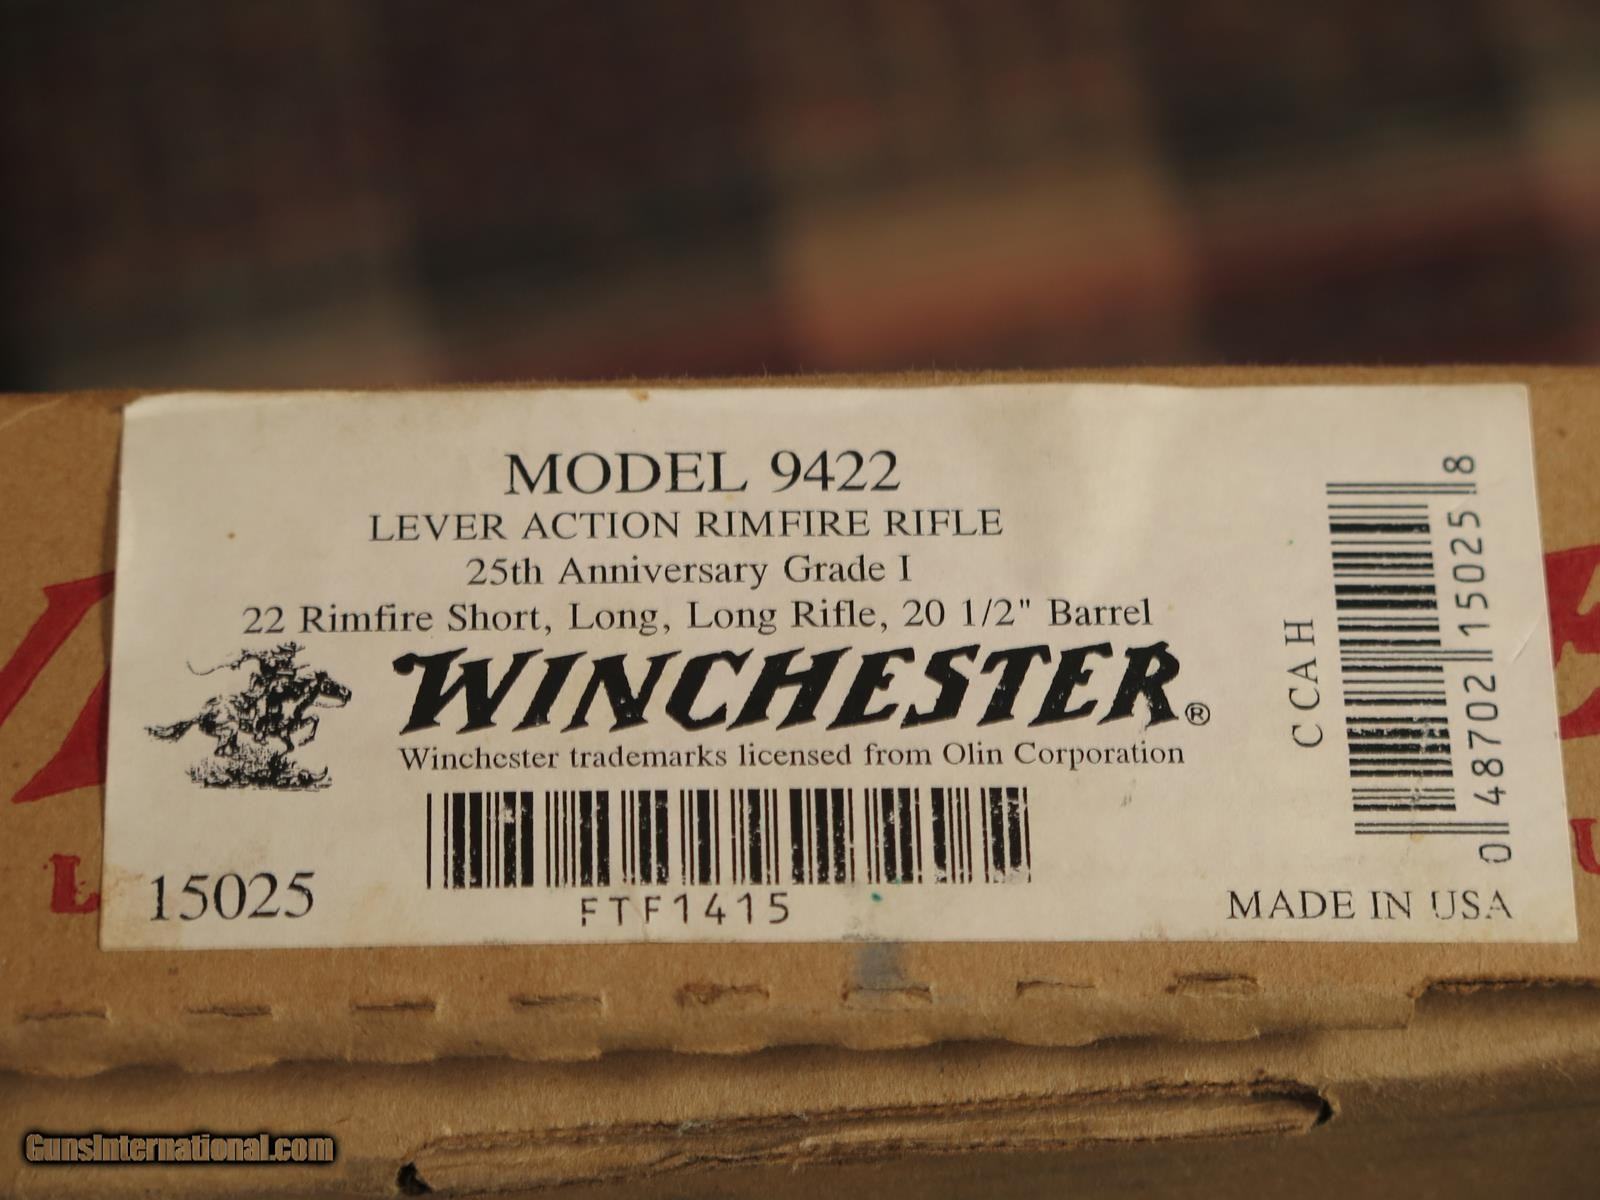 MODEL 9422
LEVER ACTION RIMFIRE RIFLE
25th Anniversary Grade I
22 Rimfire Short, Long, Long Rifle, 20 1/2" Barrel
WINCHESTER®
Winchester trademarks licensed from Olin Corporation
FTF1415
15025
C CA H
0 48702 15025 8
MADE IN USA
GunsInternational.com